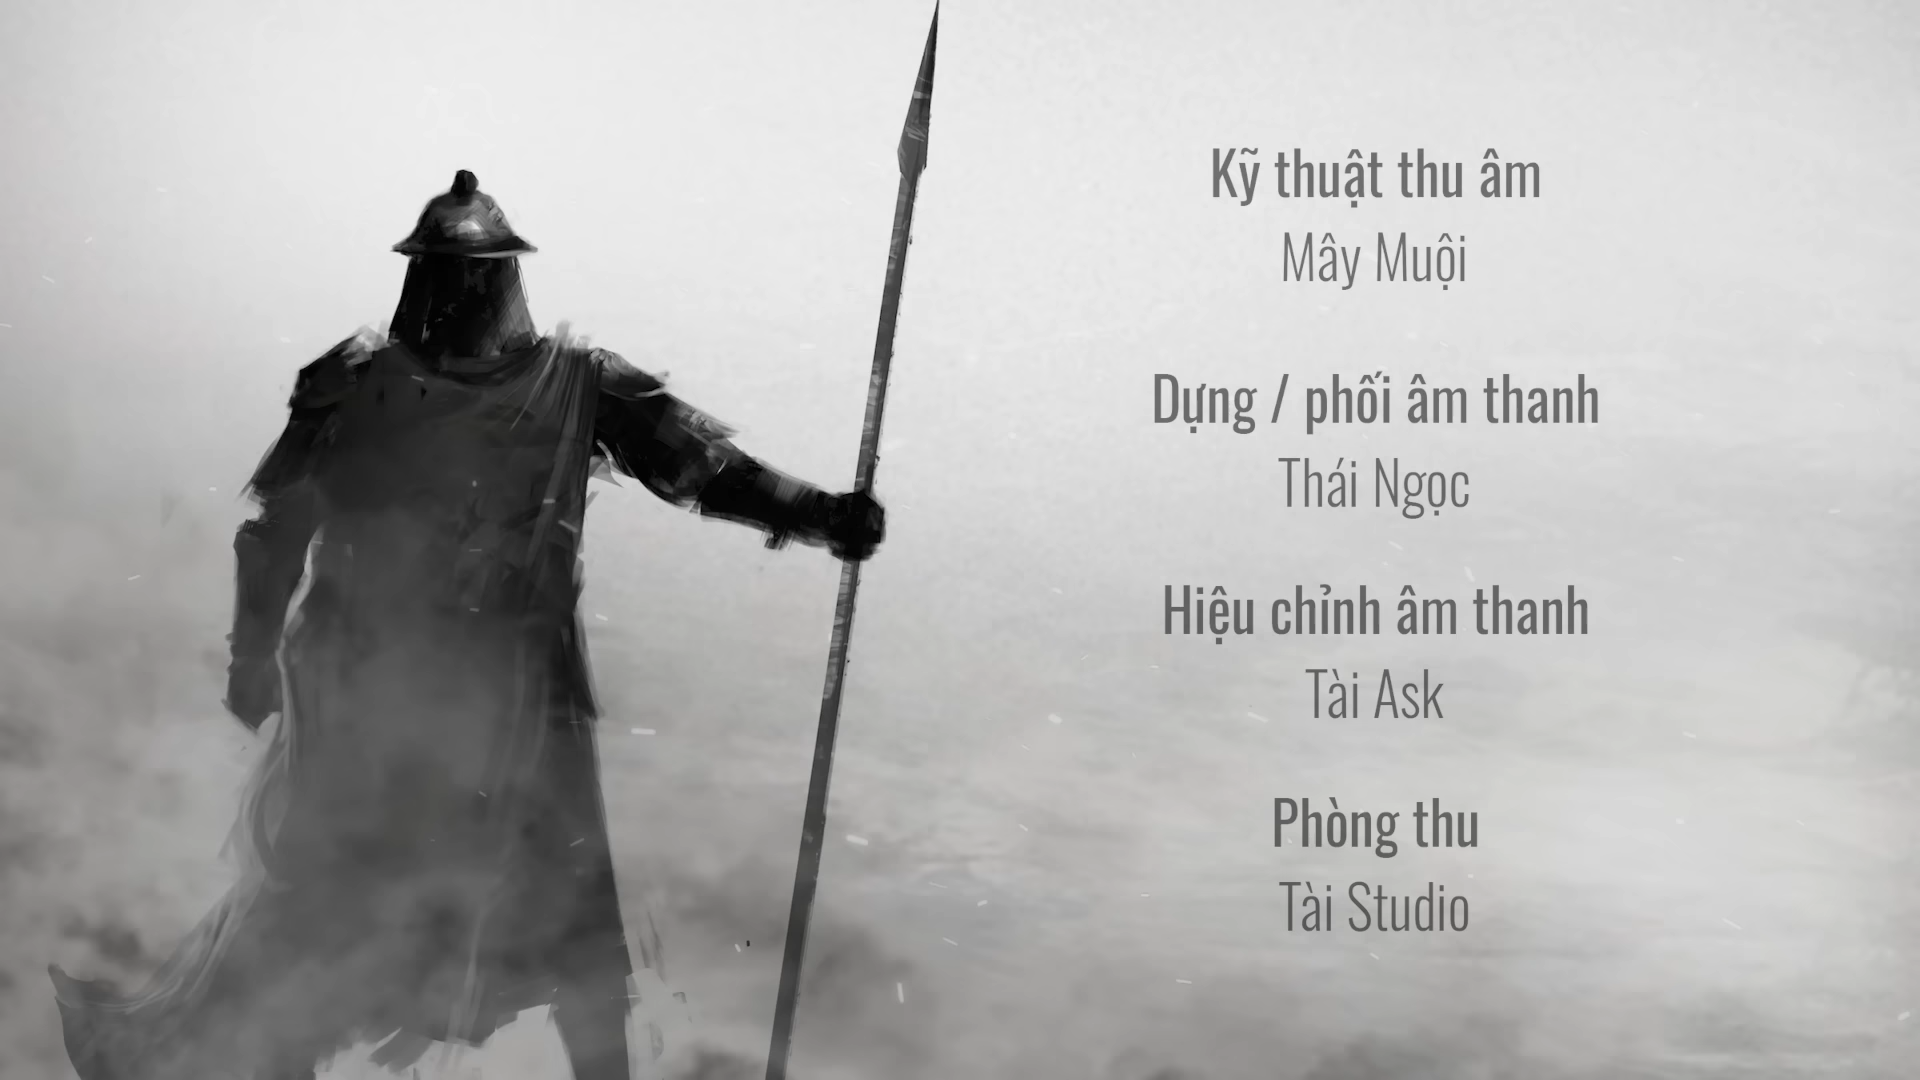 Kỹ thuật thu âm
Mây Muội
Dựng / phối âm thanh
Thái Ngọc
Hiệu chỉnh âm thanh
Tài Ask
Phòng thu
Tài Studio